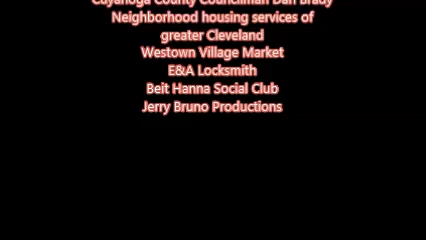 Cuyahoga County Councilman Dan Brady
Neighborhood housing services of
greater Cleveland
Westown Village Market
E&A Locksmith
Beit Hanna Social Club
Jerry Bruno Productions